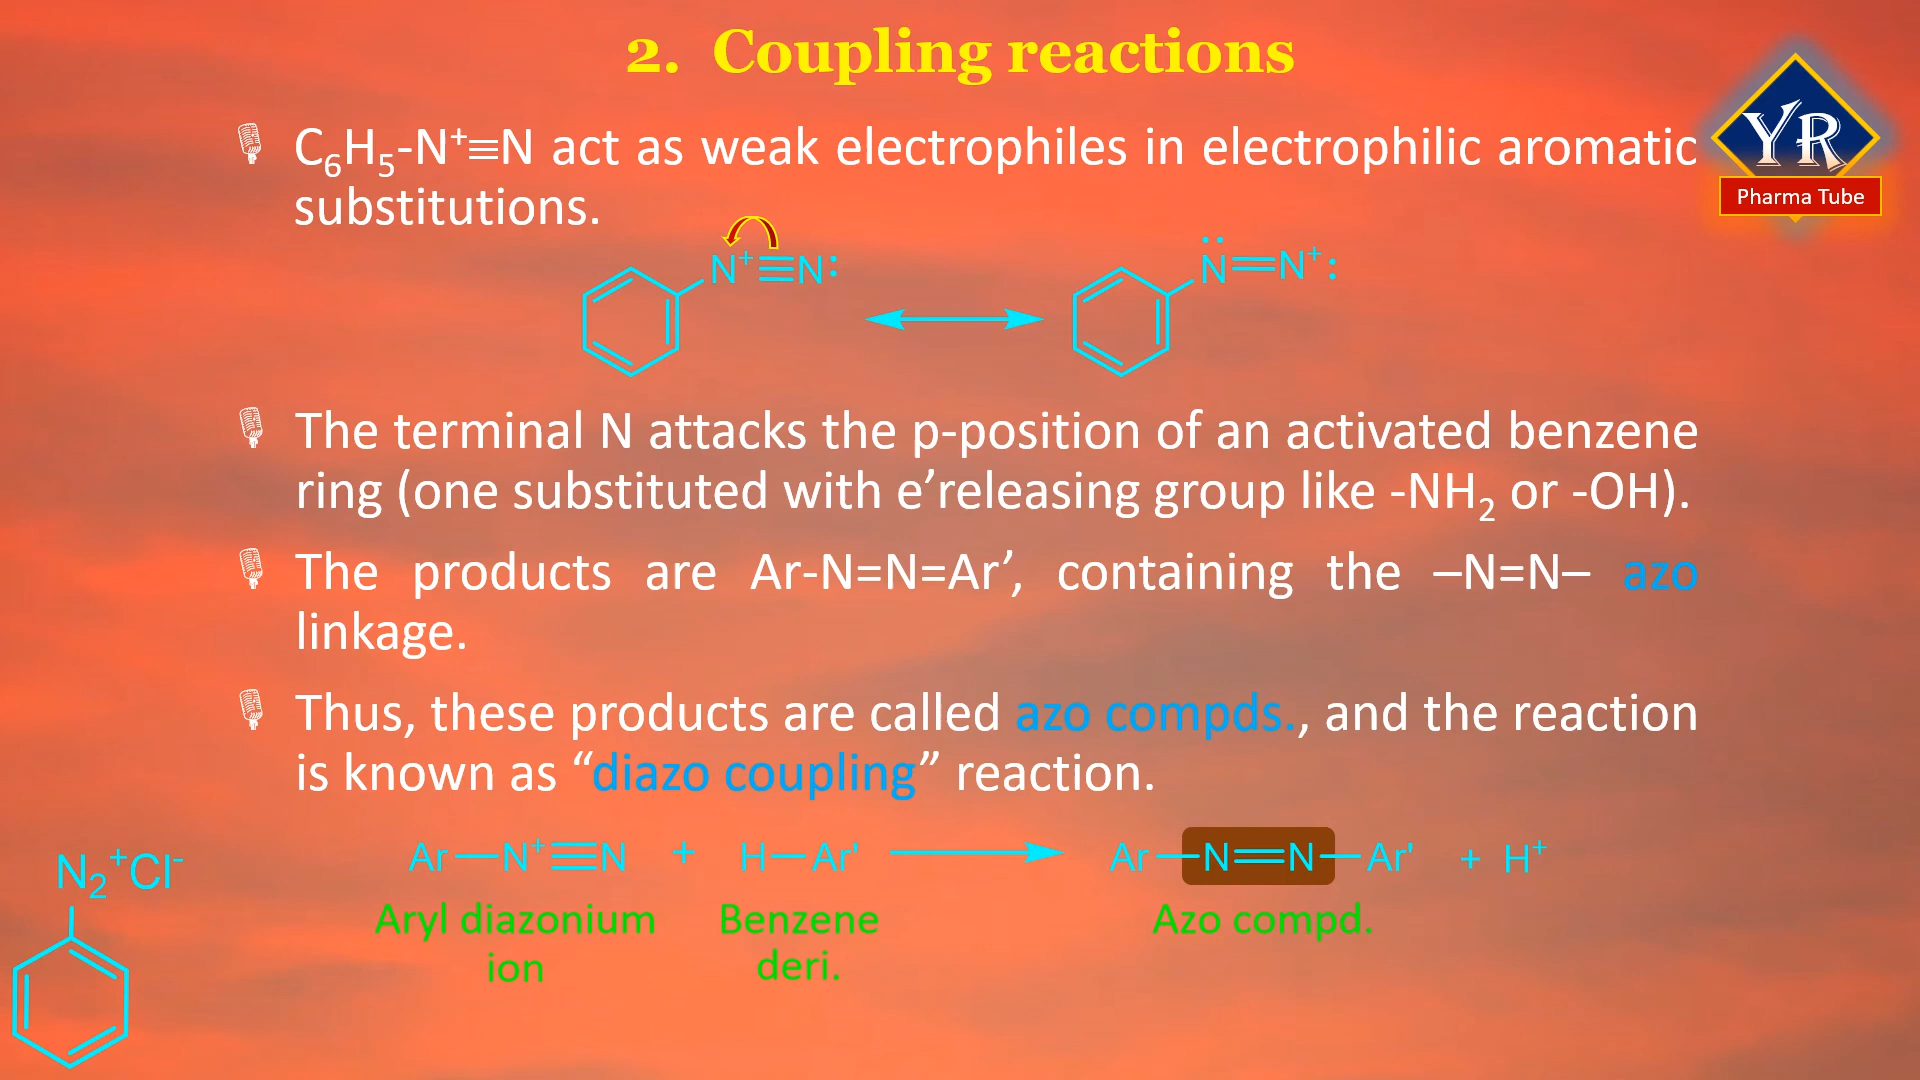 2. Coupling reactions
C₆H₅-N⁺≡N act as weak electrophiles in electrophilic aromatic
substitutions.
YR
Pharma Tube
N⁺≡N: N̈=N⁺:
The terminal N attacks the p-position of an activated benzene
ring (one substituted with e’releasing group like -NH₂ or -OH).
The products are Ar-N=N=Ar’, containing the –N=N– azo
linkage.
Thus, these products are called azo compds., and the reaction
is known as “diazo coupling” reaction.
N₂⁺Cl⁻
Ar—N⁺≡N + H—Ar' → Ar—N=N—Ar' + H⁺
Aryl diazonium Benzene Azo compd.
ion deri.